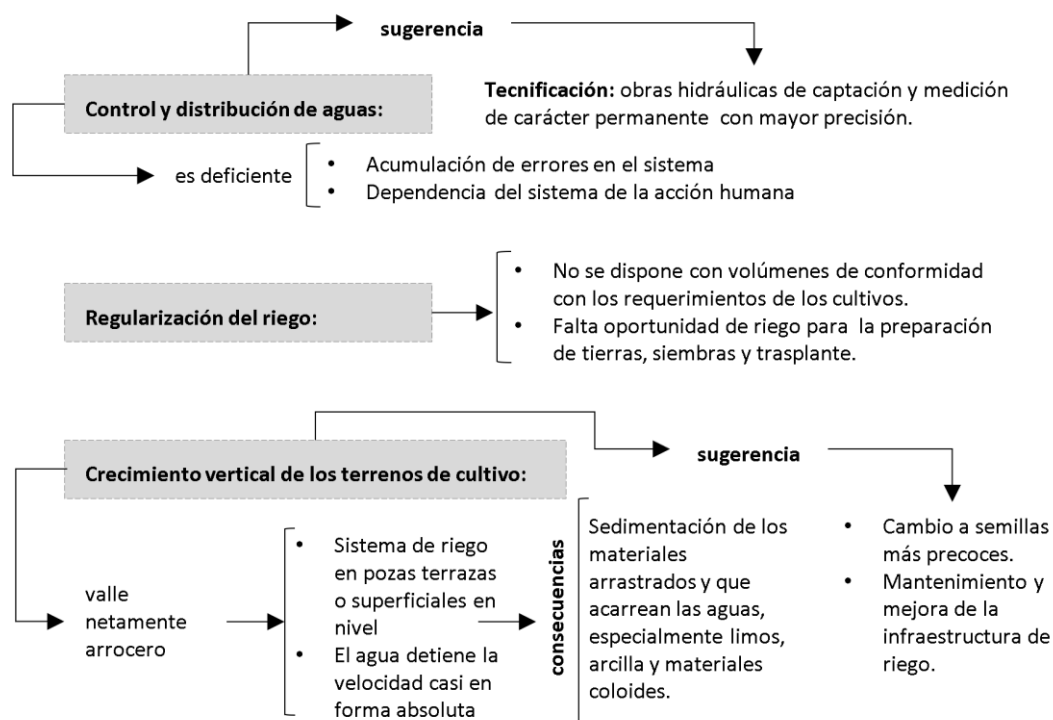 sugerencia
Control y distribución de aguas:
Tecnificación: obras hidráulicas de captación y medición
de carácter permanente con mayor precisión.
es deficiente
• Acumulación de errores en el sistema
• Dependencia del sistema de la acción humana
Regularización del riego:
• No se dispone con volúmenes de conformidad
con los requerimientos de los cultivos.
• Falta oportunidad de riego para la preparación
de tierras, siembras y trasplante.
Crecimiento vertical de los terrenos de cultivo:
sugerencia
valle
netamente
arrocero
• Sistema de riego
en pozas terrazas
o superficiales en
nivel
• El agua detiene la
velocidad casi en
forma absoluta
consecuencias
Sedimentación de los
materiales
arrastrados y que
acarrean las aguas,
especialmente limos,
arcilla y materiales
coloides.
• Cambio a semillas
más precoces.
• Mantenimiento y
mejora de la
infraestructura de
riego.